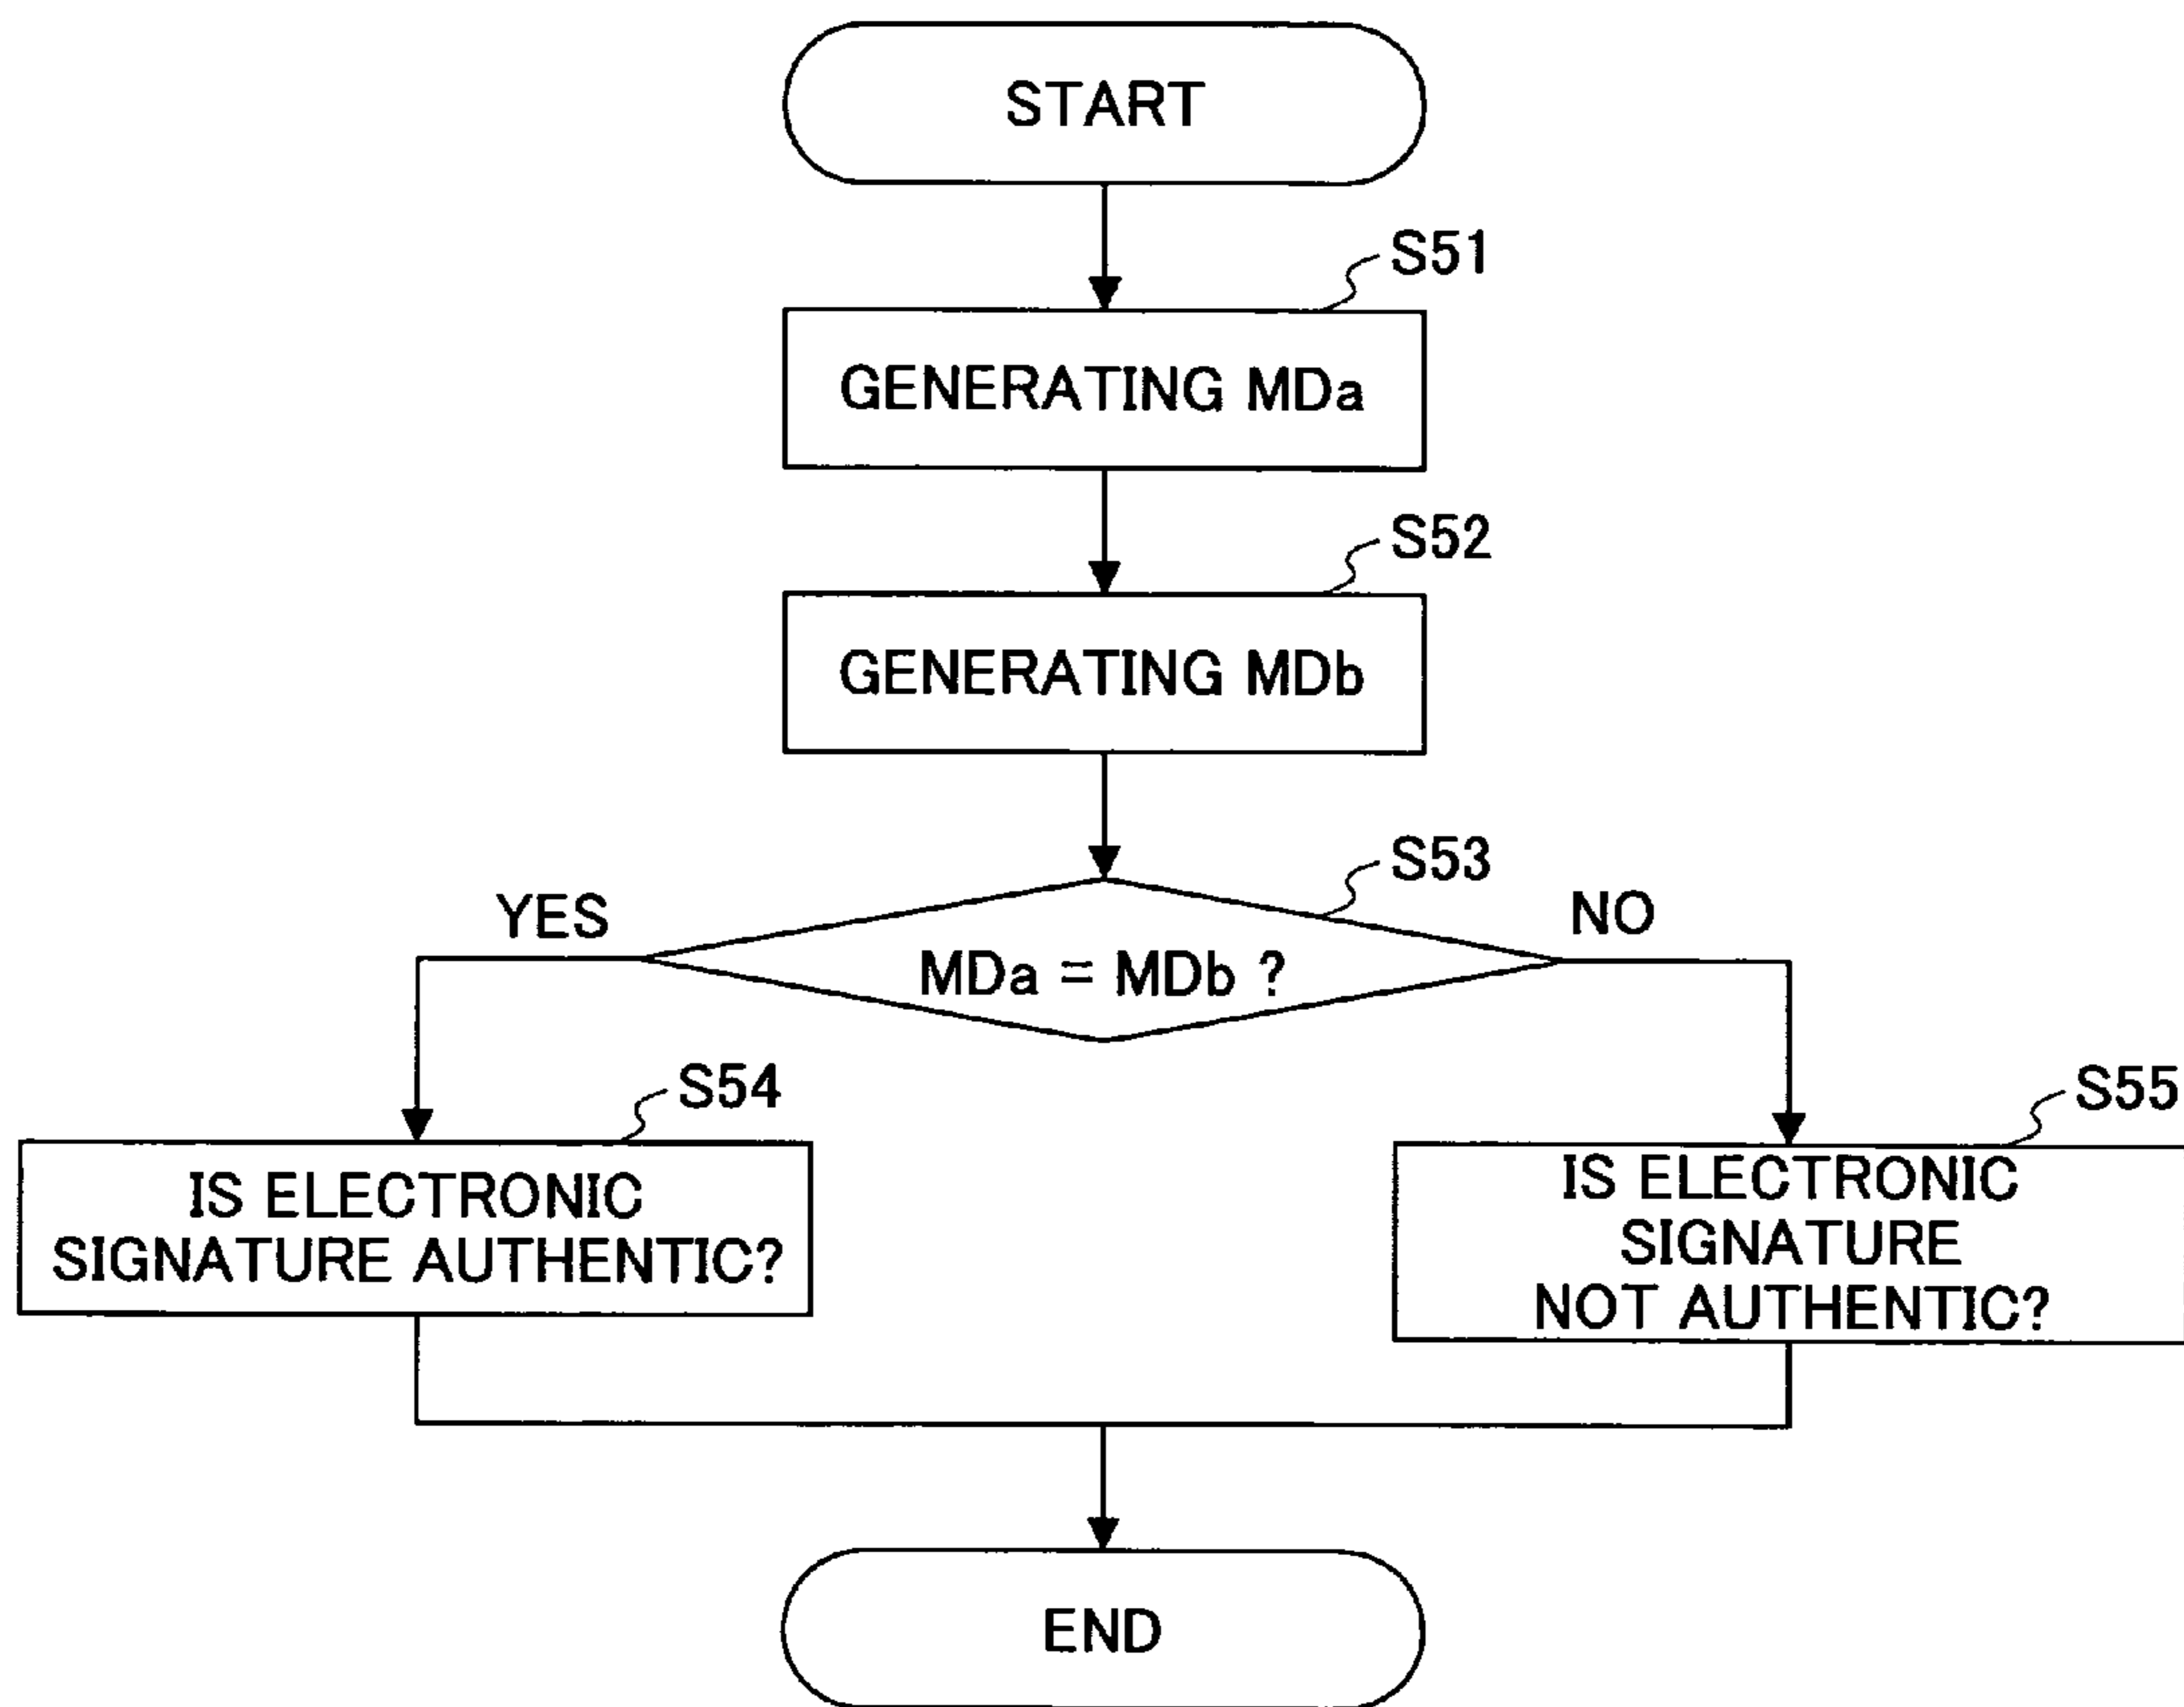 START
S51
GENERATING MDa
S52
GENERATING MDb
S53
YES
NO
MDa = MDb ?
S54
S55
IS ELECTRONIC
SIGNATURE AUTHENTIC?
IS ELECTRONIC
SIGNATURE
NOT AUTHENTIC?
END